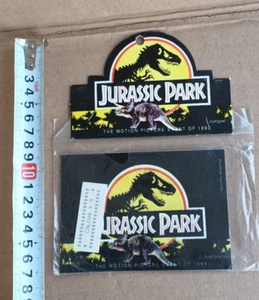 JURASSIC PARK
THE MOTION PICTURE EVENT OF 1993
JURASSIC PARK
THE MOTION PICTURE EVENT OF 1993
3 4 5 6 7 8 9 10 1 2 3 4 5 6 7 8